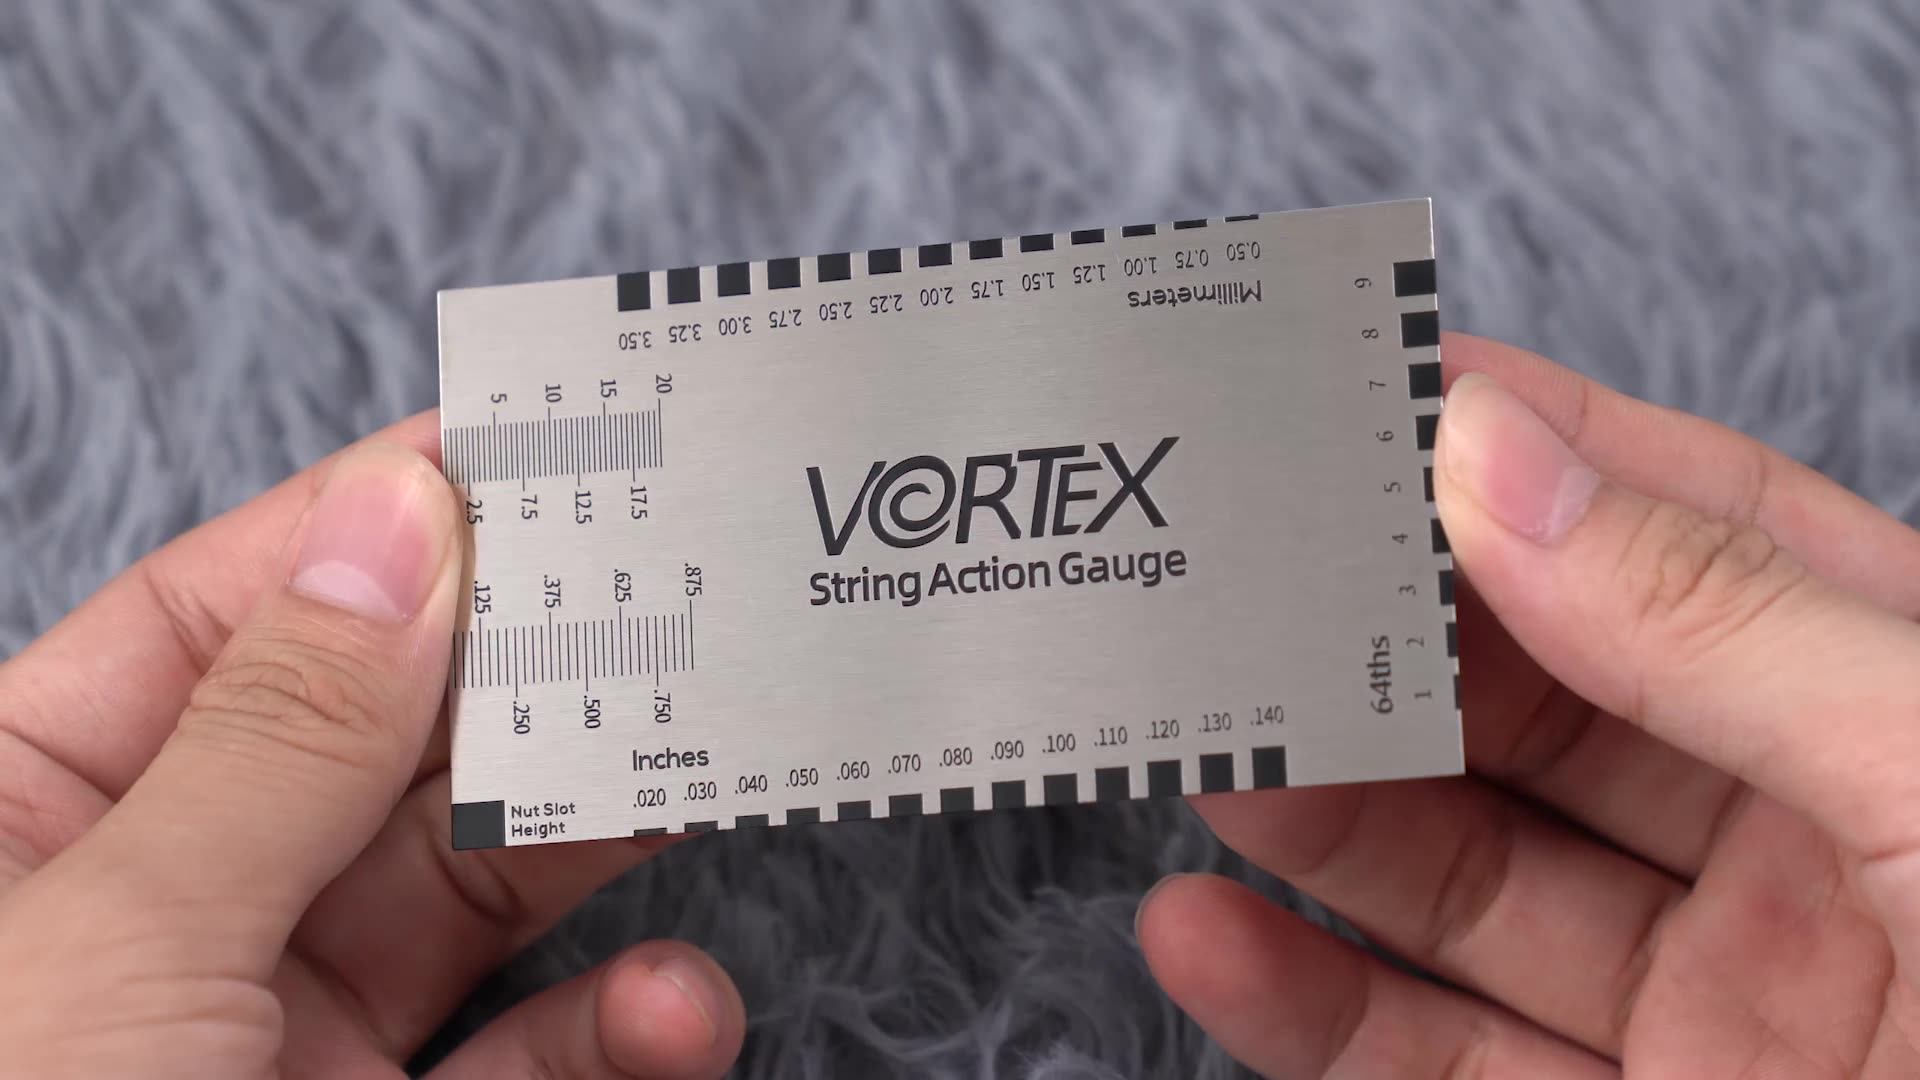 0.50 0.75 1.00 1.25 1.50 1.75 2.00 2.25 2.50 2.75 3.00 3.25 3.50
Millimeters
5 10 15 20
2.5 7.5 12.5 17.5
.125 .375 .625 .875
.250 .500 .750
VORTEX
String Action Gauge
9
8
7
6
5
4
3
2
1
64ths
Inches
.020 .030 .040 .050 .060 .070 .080 .090 .100 .110 .120 .130 .140
Nut Slot
Height